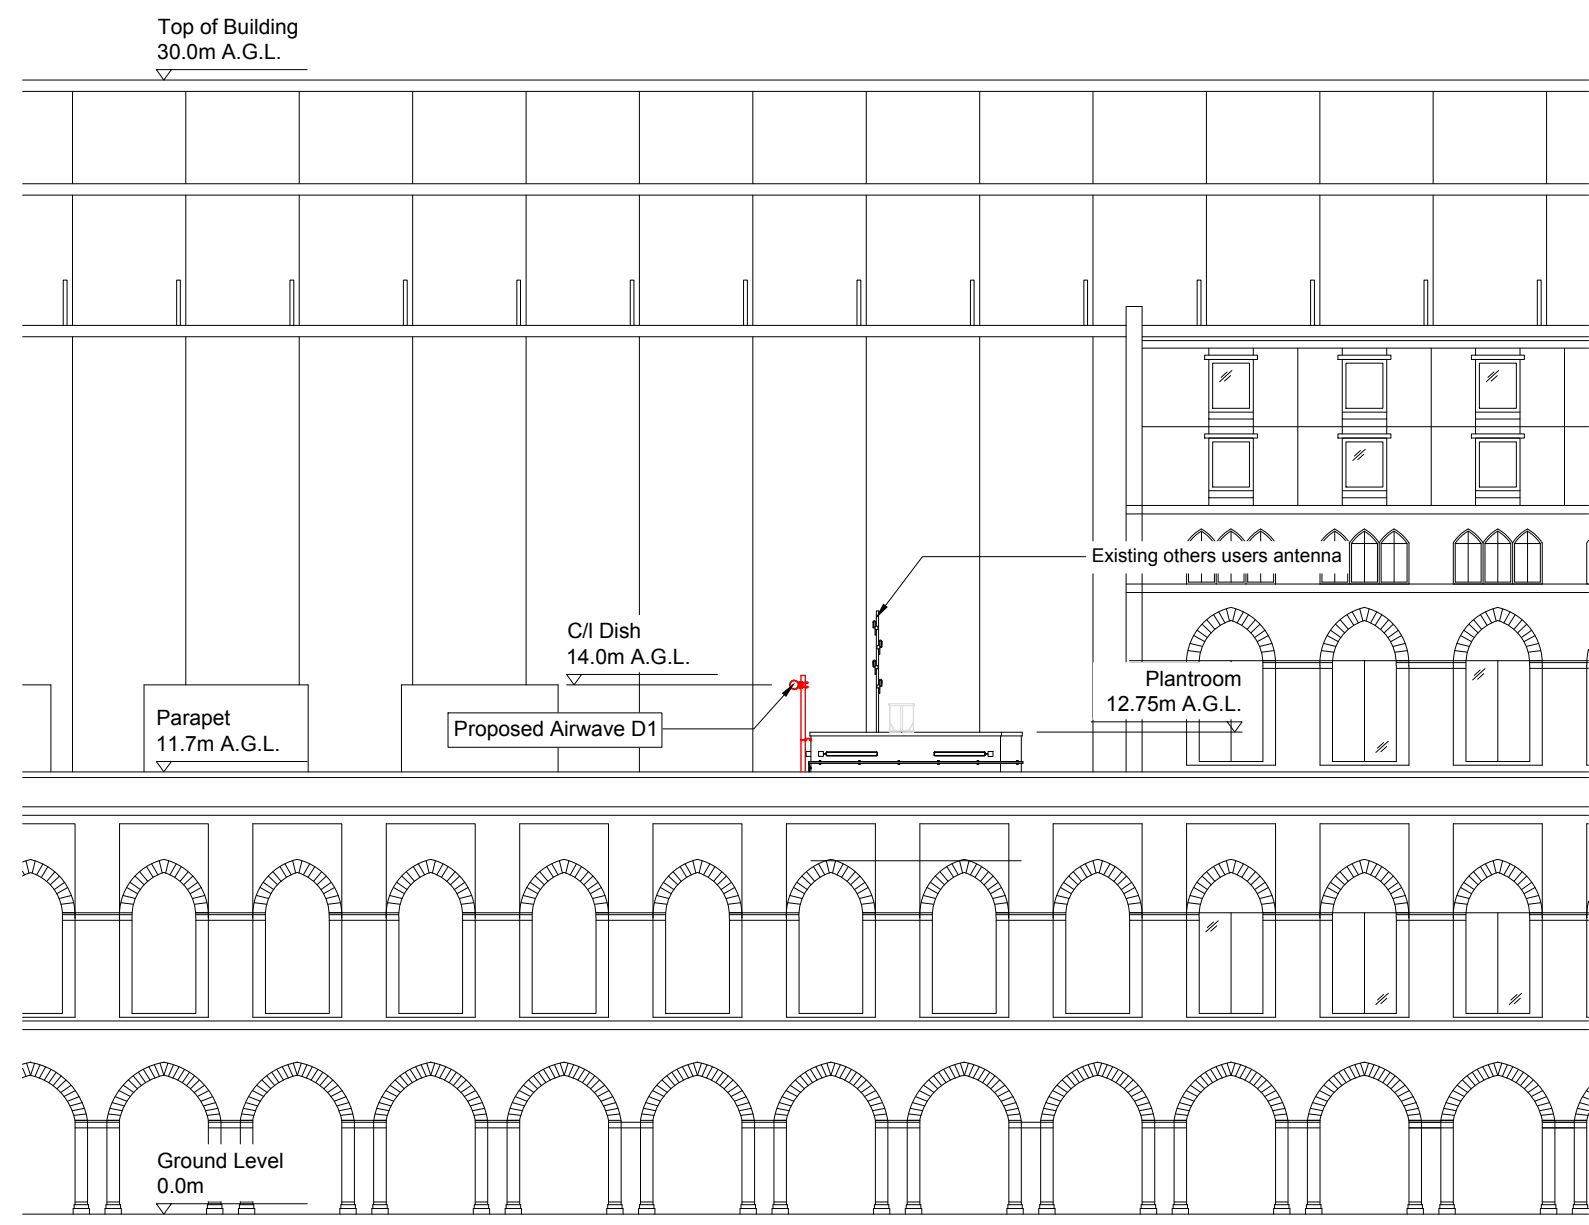 Top of Building
30.0m A.G.L.
Existing others users antenna
C/l Dish
14.0m A.G.L.
Plantroom
12.75m A.G.L.
Parapet
11.7m A.G.L.
Proposed Airwave D1
Ground Level
0.0m